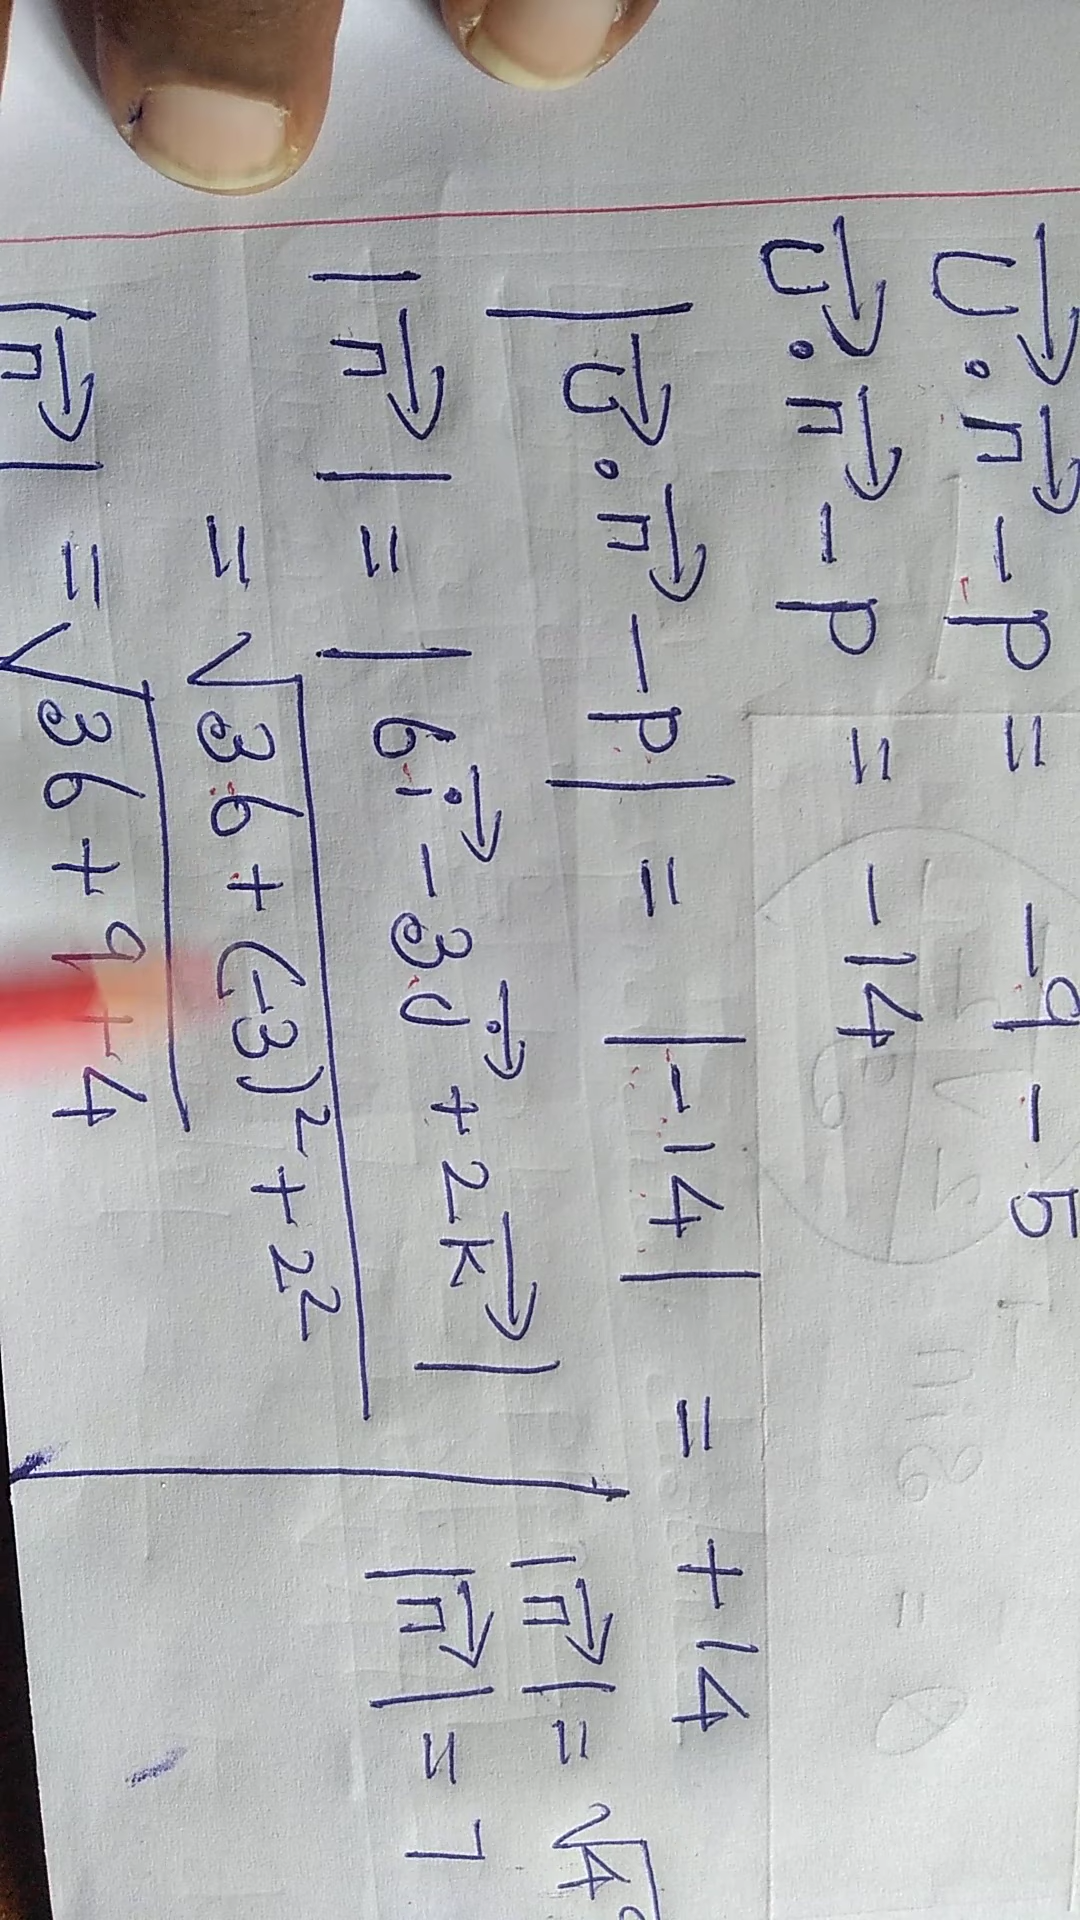 u⃗ . n⃗ - p = -9 - 5
u⃗ . n⃗ - p = -14
|u⃗ . n⃗ - p| = |-14| = +14
|n⃗| = |6i⃗ - 3j⃗ + 2k⃗|
= √36 + (-3)² + 2²
|n⃗| = √36 + 9 + 4
|n⃗| = √4
|n⃗| = 7